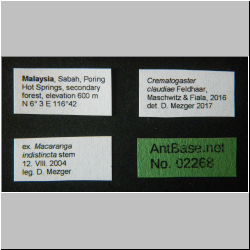 Malaysia, Sabah, Poring
Hot Springs, secondary
forest, elevation 600 m
N 6° 3 E 116°42
Crematogaster
claudiae Feldhaar,
Maschwitz & Fiala, 2016
det. D. Mezger 2017
ex. Macaranga
indistincta stem
12. VIII. 2004
leg. D. Mezger
AntBase.net
No. 02268